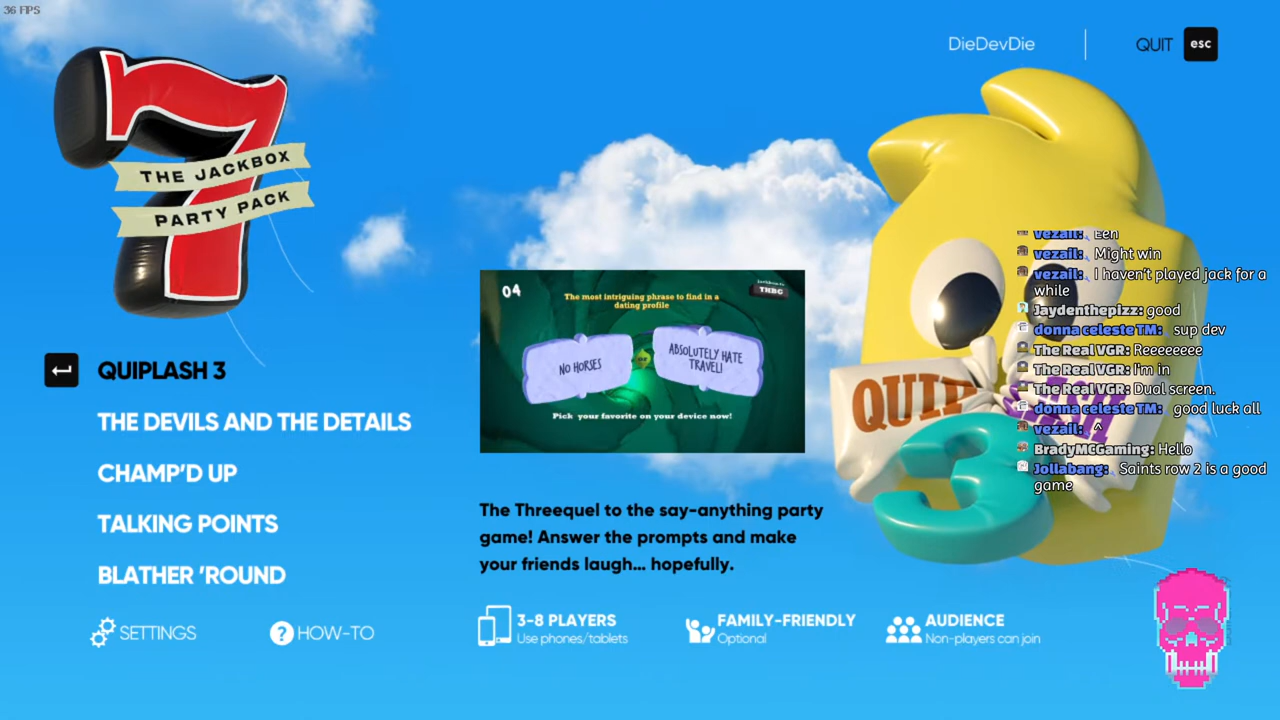 36 FPS
DieDevDie
QUIT
esc
7
THE JACKBOX
PARTY PACK
QUIPLASH 3
THE DEVILS AND THE DETAILS
CHAMP'D UP
TALKING POINTS
BLATHER 'ROUND
SETTINGS
? HOW-TO
04
The most intriguing phrase to find in a
dating profile
THBG
NO HORSES
OR
ABSOLUTELY HATE
TRAVEL!
Pick your favorite on your device now!
The Threequel to the say-anything party
game! Answer the prompts and make
your friends laugh... hopefully.
3-8 PLAYERS
Use phones/tablets
FAMILY-FRIENDLY
Optional
AUDIENCE
Non-players can join
QUIP
3
vezail: Een
vezail: Might win
vezail: I haven't played jack for a
while
Jaydenthepizz: good
donna celeste TM: sup dev
The Real VGR: Reeeeeeee
The Real VGR: I'm in
The Real VGR: Dual screen.
donna celeste TM: good luck all
vezail: ^
BradyMCGaming: Hello
Jollabang: Saints row 2 is a good
game